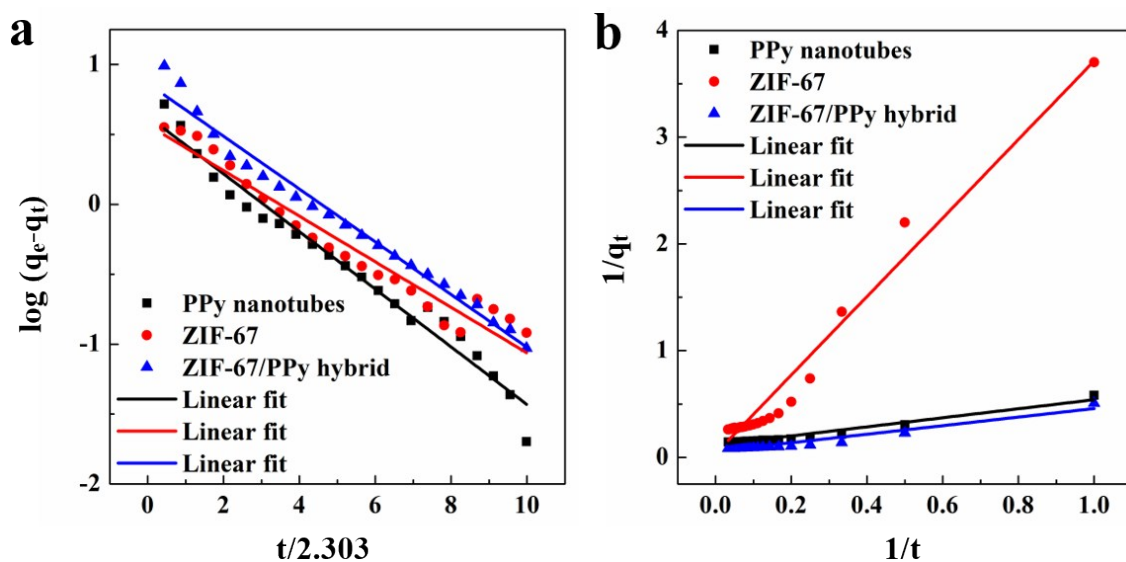 a
1
0
-1
-2
log (qe-qt)
PPy nanotubes
ZIF-67
ZIF-67/PPy hybrid
Linear fit
Linear fit
Linear fit
0 2 4 6 8 10
t/2.303
b
4
3
2
1
0
1/qt
PPy nanotubes
ZIF-67
ZIF-67/PPy hybrid
Linear fit
Linear fit
Linear fit
0.0 0.2 0.4 0.6 0.8 1.0
1/t